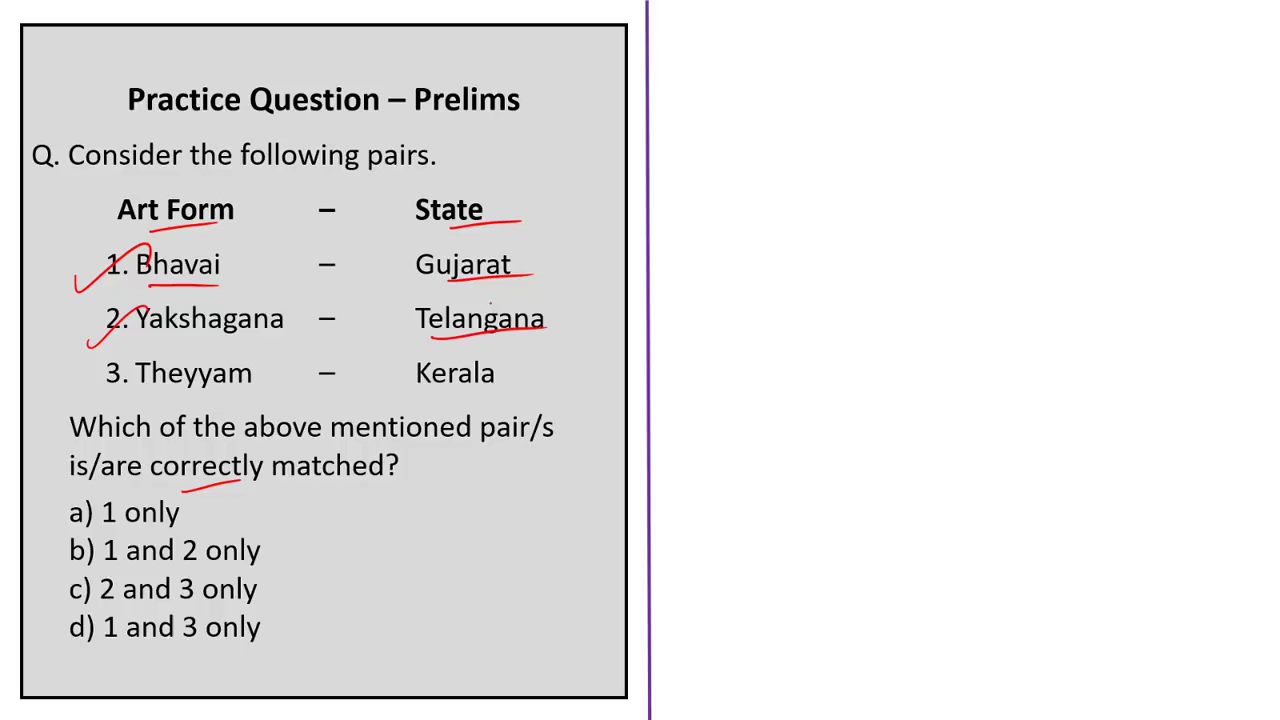 Practice Question – Prelims
Q. Consider the following pairs.
Art Form – State
1. Bhavai – Gujarat
2. Yakshagana – Telangana
3. Theyyam – Kerala
Which of the above mentioned pair/s
is/are correctly matched?
a) 1 only
b) 1 and 2 only
c) 2 and 3 only
d) 1 and 3 only